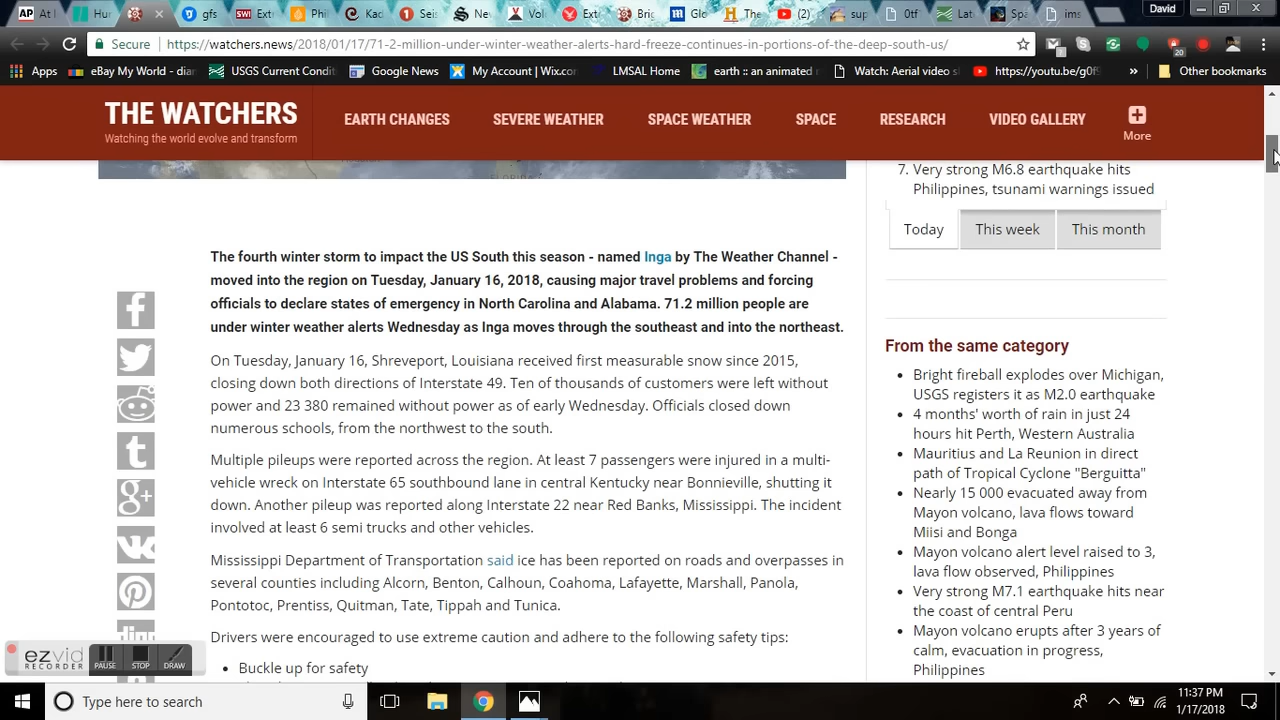 AP At l
Hur
gfs
SWI Extr
Phili
Kad
Seis
Se
Vol
Exte
Brig
Glo
The
(2)
sup
0tf
Lat
Spa
ims
David
Secure
https://watchers.news/2018/01/17/71-2-million-under-winter-weather-alerts-hard-freeze-continues-in-portions-of-the-deep-south-us/
20
Apps
eBay My World - dian
USGS Current Condi
Google News
My Account | Wix.co
LMSAL Home
earth :: an animated
Watch: Aerial video s
https://youtu.be/g0f
»
Other bookmarks
THE WATCHERS
Watching the world evolve and transform
EARTH CHANGES
SEVERE WEATHER
SPACE WEATHER
SPACE
RESEARCH
VIDEO GALLERY
More
The fourth winter storm to impact the US South this season - named Inga by The Weather Channel -
moved into the region on Tuesday, January 16, 2018, causing major travel problems and forcing
officials to declare states of emergency in North Carolina and Alabama. 71.2 million people are
under winter weather alerts Wednesday as Inga moves through the southeast and into the northeast.
On Tuesday, January 16, Shreveport, Louisiana received first measurable snow since 2015,
closing down both directions of Interstate 49. Ten of thousands of customers were left without
power and 23 380 remained without power as of early Wednesday. Officials closed down
numerous schools, from the northwest to the south.
Multiple pileups were reported across the region. At least 7 passengers were injured in a multi-
vehicle wreck on Interstate 65 southbound lane in central Kentucky near Bonnieville, shutting it
down. Another pileup was reported along Interstate 22 near Red Banks, Mississippi. The incident
involved at least 6 semi trucks and other vehicles.
Mississippi Department of Transportation said ice has been reported on roads and overpasses in
several counties including Alcorn, Benton, Calhoun, Coahoma, Lafayette, Marshall, Panola,
Pontotoc, Prentiss, Quitman, Tate, Tippah and Tunica.
Drivers were encouraged to use extreme caution and adhere to the following safety tips:
• Buckle up for safety
7. Very strong M6.8 earthquake hits
Philippines, tsunami warnings issued
Today
This week
This month
From the same category
• Bright fireball explodes over Michigan,
USGS registers it as M2.0 earthquake
• 4 months' worth of rain in just 24
hours hit Perth, Western Australia
• Mauritius and La Reunion in direct
path of Tropical Cyclone "Berguitta"
• Nearly 15 000 evacuated away from
Mayon volcano, lava flows toward
Miisi and Bonga
• Mayon volcano alert level raised to 3,
lava flow observed, Philippines
• Very strong M7.1 earthquake hits near
the coast of central Peru
• Mayon volcano erupts after 3 years of
calm, evacuation in progress,
Philippines
ezvid
RECORDER
PAUSE
STOP
DRAW
Type here to search
11:37 PM
1/17/2018